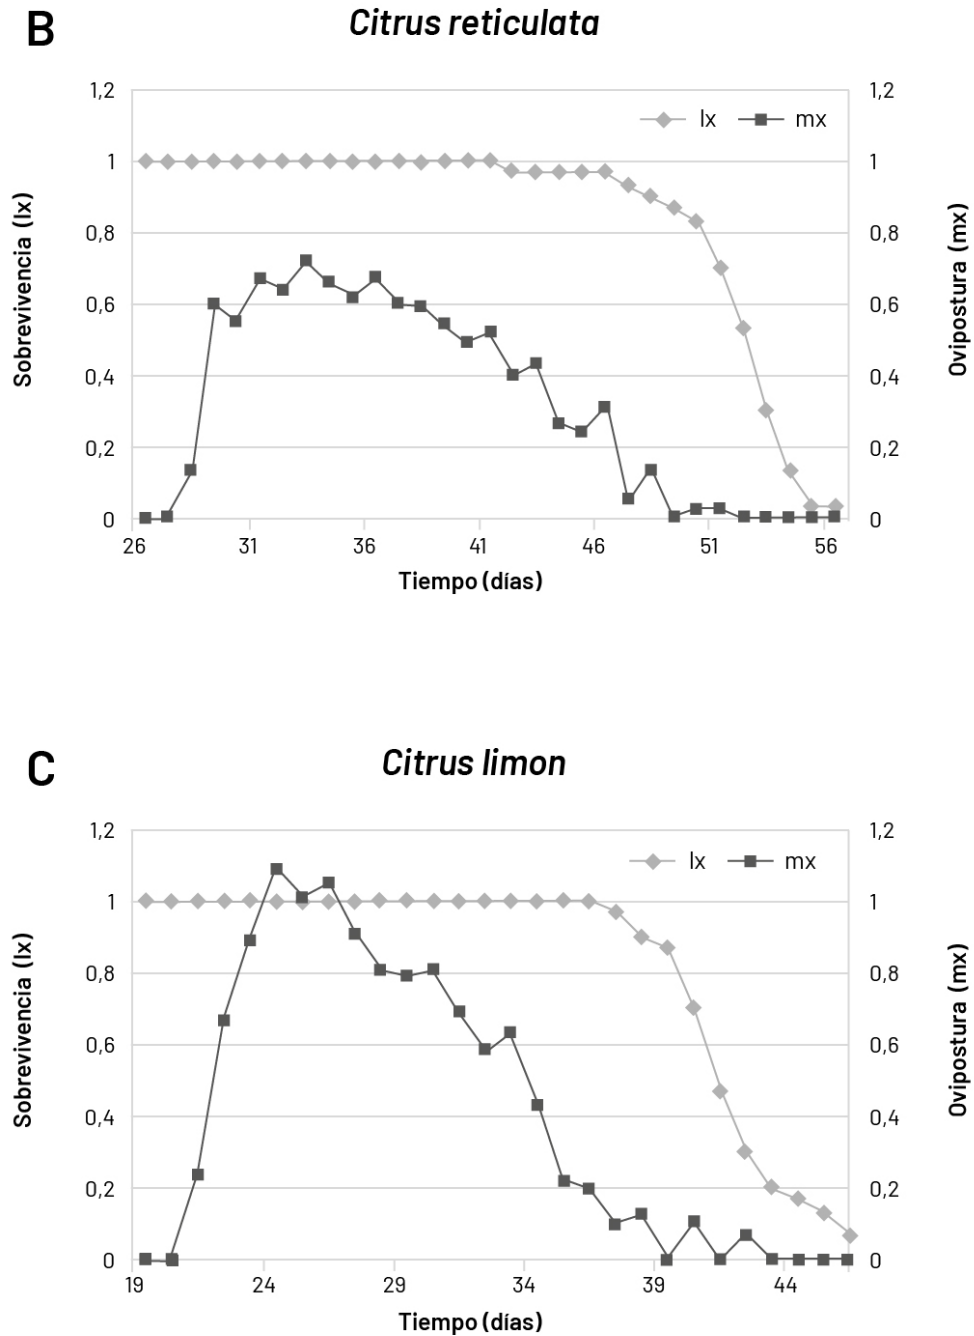 B
Citrus reticulata
1,2 1,2
lx mx
1 1
0,8 0,8
0,6 0,6
0,4 0,4
0,2 0,2
0 0
Sobrevivencia (lx)
Ovipostura (mx)
26 31 36 41 46 51 56
Tiempo (días)
C
Citrus limon
1,2 1,2
lx mx
1 1
0,8 0,8
0,6 0,6
0,4 0,4
0,2 0,2
0 0
Sobrevivencia (lx)
Ovipostura (mx)
19 24 29 34 39 44
Tiempo (días)